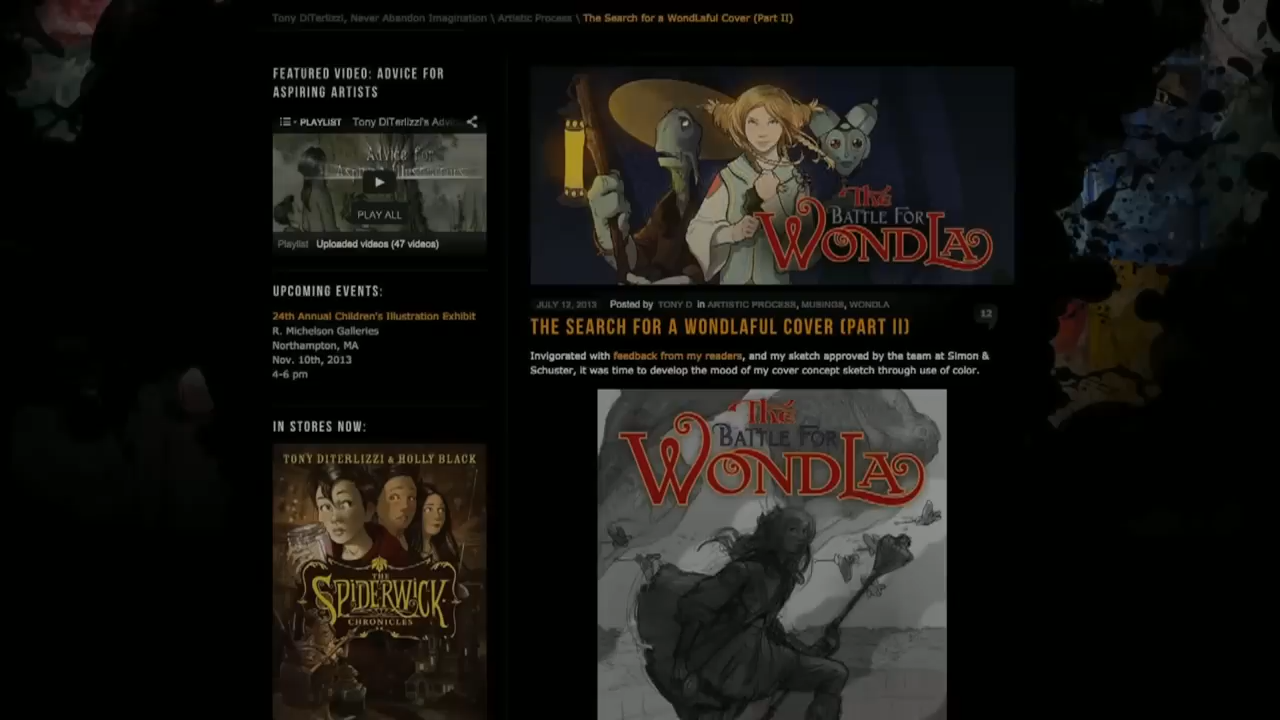 Tony DiTerlizzi, Never Abandon Imagination \ Artistic Process \ The Search for a WondLaful Cover (Part II)
FEATURED VIDEO: ADVICE FOR
ASPIRING ARTISTS
PLAYLIST Tony DiTerlizzi's
Advice for
Aspiring Illustrators
PLAY ALL
Playlist Uploaded videos (47 videos)
UPCOMING EVENTS:
24th Annual Children's Illustration Exhibit
R. Michelson Galleries
Northampton, MA
Nov. 10th, 2013
4-6 pm
IN STORES NOW:
TONY DITERLIZZI & HOLLY BLACK
THE
SPIDERWICK
CHRONICLES
The
BATTLE FOR
WONDLA
JULY 12, 2013 Posted by TONY D in ARTISTIC PROCESS, MUSINGS, WONDLA
12
THE SEARCH FOR A WONDLAFUL COVER (PART II)
Invigorated with feedback from my readers, and my sketch approved by the team at Simon &
Schuster, it was time to develop the mood of my cover concept sketch through use of color.
The
BATTLE FOR
WONDLA